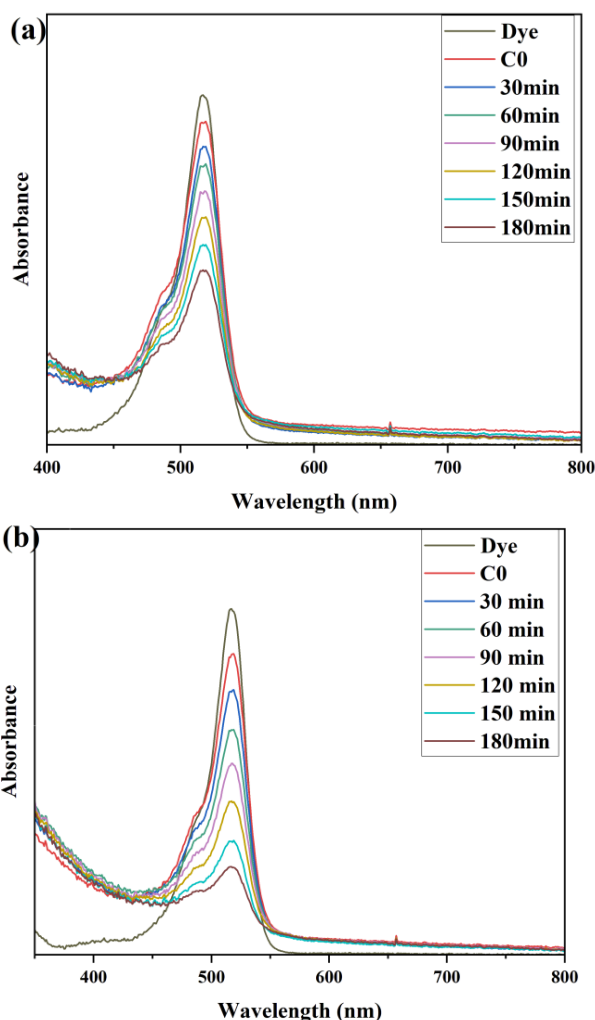 (a)
Dye
C0
30min
60min
90min
120min
150min
180min
Absorbance
400 500 600 700 800
Wavelength (nm)
(b)
Dye
C0
30 min
60 min
90 min
120 min
150 min
180min
Absorbance
400 500 600 700 800
Wavelength (nm)